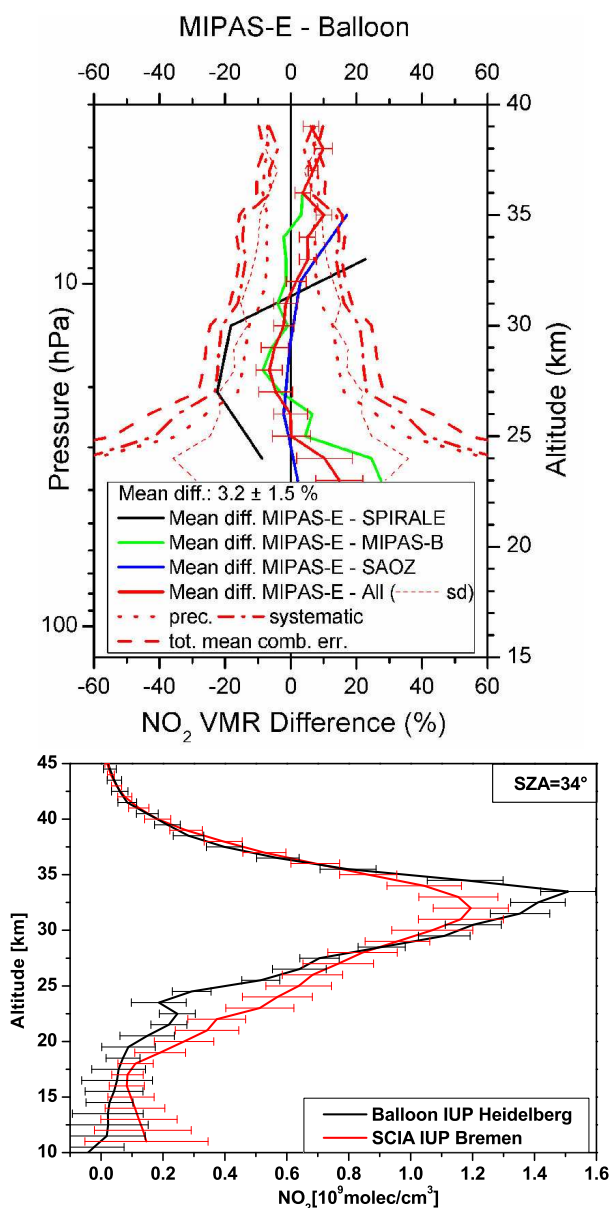 MIPAS-E - Balloon
-60 -40 -20 0 20 40 60
40
35
30
25
20
15
10
100
Pressure (hPa)
Altitude (km)
Mean diff.: 3.2 ± 1.5 %
Mean diff. MIPAS-E - SPIRALE
Mean diff. MIPAS-E - MIPAS-B
Mean diff. MIPAS-E - SAOZ
Mean diff. MIPAS-E - All ( sd)
prec. systematic
tot. mean comb. err.
-60 -40 -20 0 20 40 60
NO2 VMR Difference (%)
SZA=34°
45
40
35
30
25
20
15
10
Altitude [km]
Balloon IUP Heidelberg
SCIA IUP Bremen
0.0 0.2 0.4 0.6 0.8 1.0 1.2 1.4 1.6
NO2[10^9molec/cm^3]